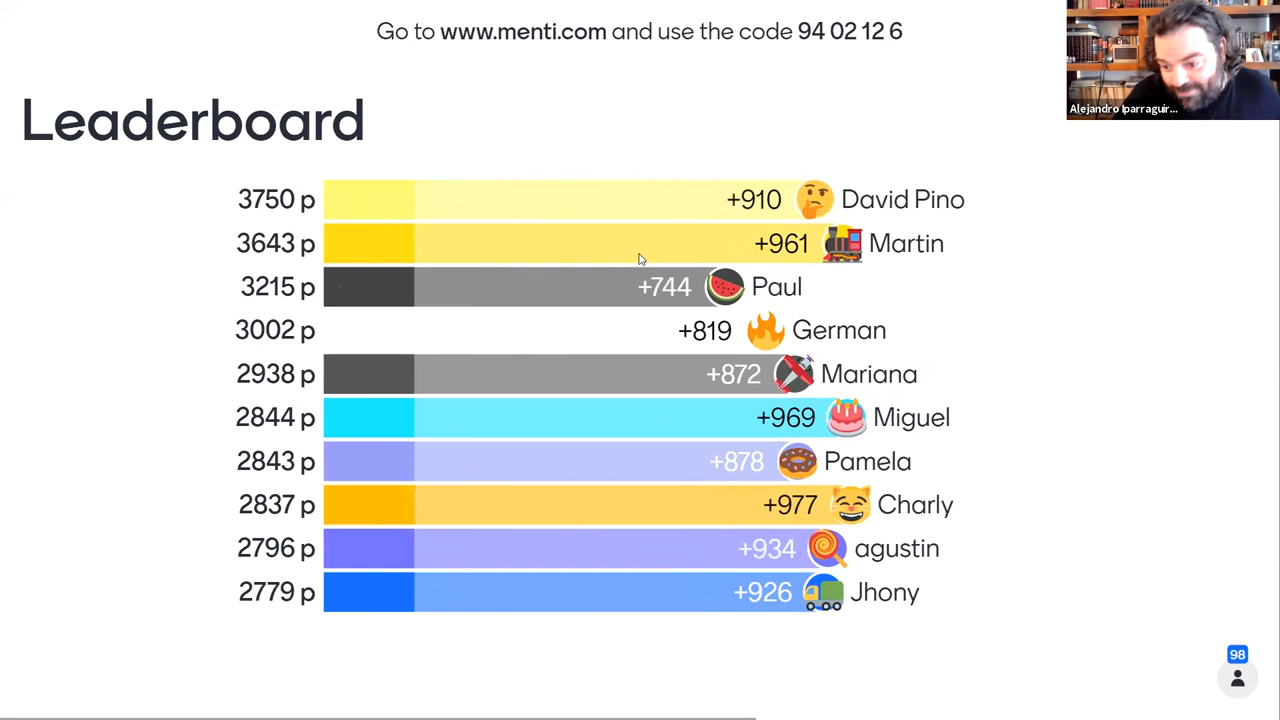 Go to www.menti.com and use the code 94 02 12 6
Alejandro Iparraguir...
Leaderboard
3750 p +910 David Pino
3643 p +961 Martin
3215 p +744 Paul
3002 p +819 German
2938 p +872 Mariana
2844 p +969 Miguel
2843 p +878 Pamela
2837 p +977 Charly
2796 p +934 agustin
2779 p +926 Jhony
98